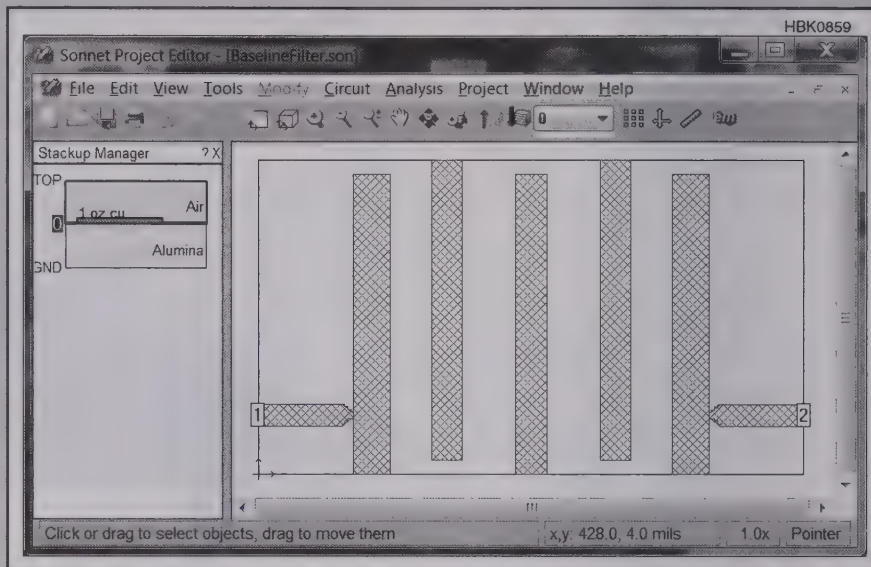 HBK0859
Sonnet Project Editor - [BaselineFilter.son]
File Edit View Tools Modify Circuit Analysis Project Window Help
0
Stackup Manager ? X
TOP
1 oz cu
Air
0
Alumina
GND
1
2
Click or drag to select objects, drag to move them
x,y: 428.0, 4.0 mils
1.0x
Pointer